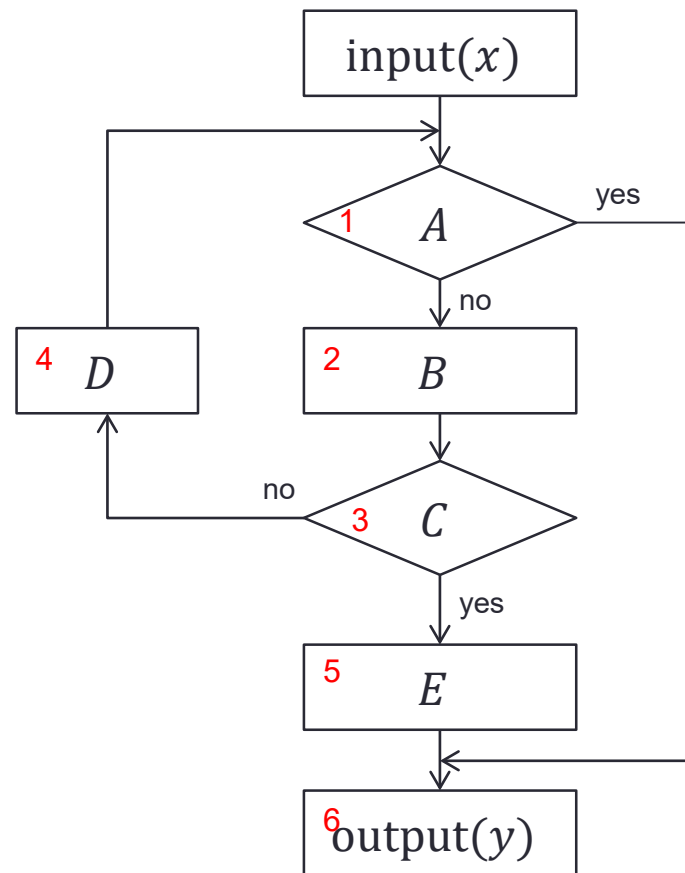 input(x)
1 A
yes
no
4 D
2 B
no
3 C
yes
5 E
6 output(y)